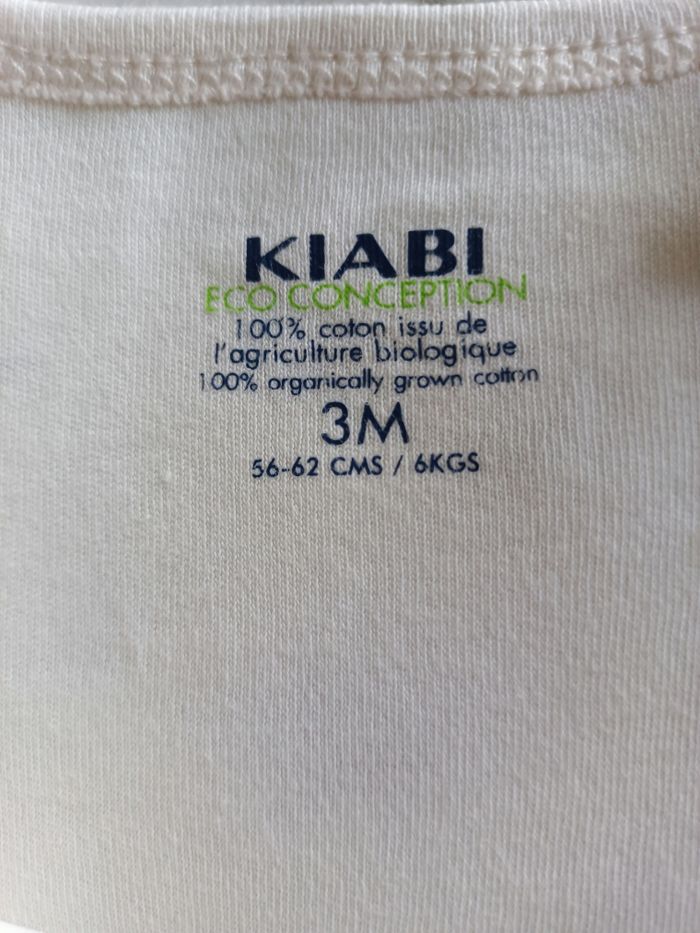 KIABI
ECO CONCEPTION
100% coton issu de
l'agriculture biologique
100% organically grown cotton
3M
56-62 CMS / 6KGS